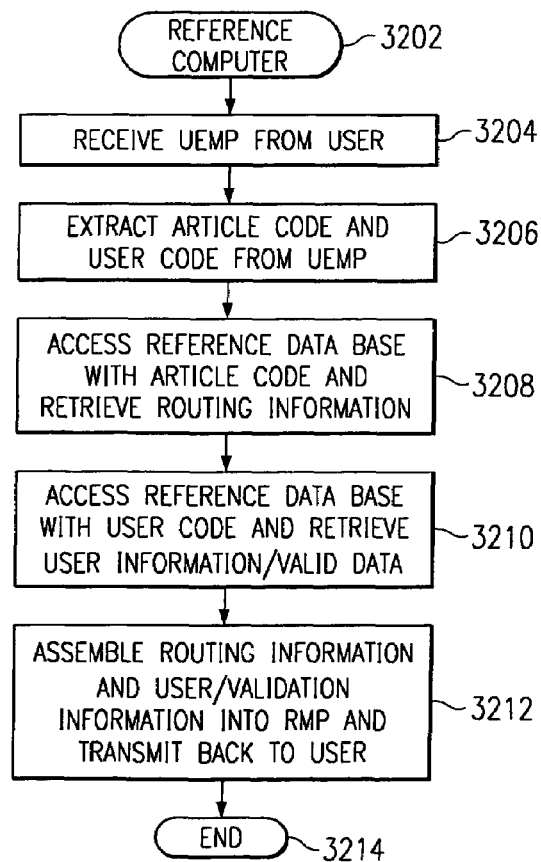 REFERENCE
COMPUTER
3202
RECEIVE UEMP FROM USER
3204
EXTRACT ARTICLE CODE AND
USER CODE FROM UEMP
3206
ACCESS REFERENCE DATA BASE
WITH ARTICLE CODE AND
RETRIEVE ROUTING INFORMATION
3208
ACCESS REFERENCE DATA BASE
WITH USER CODE AND RETRIEVE
USER INFORMATION/VALID DATA
3210
ASSEMBLE ROUTING INFORMATION
AND USER/VALIDATION
INFORMATION INTO RMP AND
TRANSMIT BACK TO USER
3212
END
3214